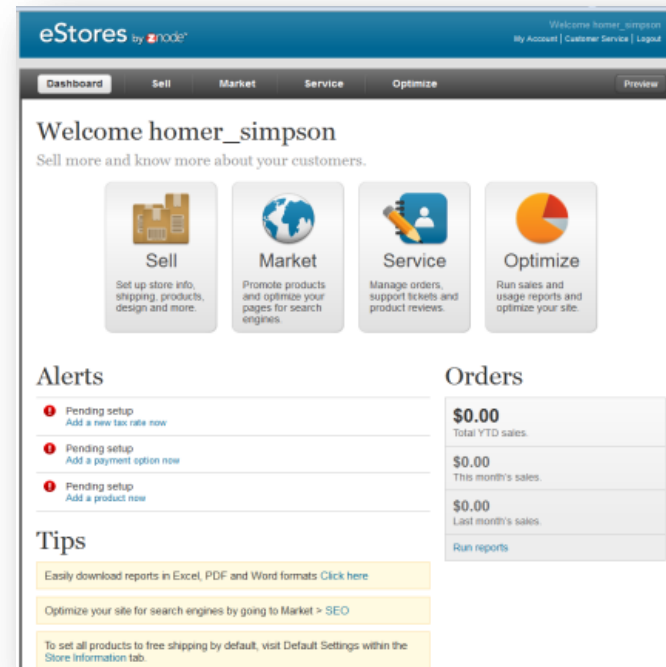 eStores by znode
Welcome homer_simpson
My Account | Customer Service | Logout
Dashboard Sell Market Service Optimize Preview
Welcome homer_simpson
Sell more and know more about your customers.
Sell
Set up store info,
shipping, products,
design and more.
Market
Promote products
and optimize your
pages for search
engines.
Service
Manage orders,
support tickets and
product reviews.
Optimize
Run sales and
usage reports and
optimize your site.
Alerts
Pending setup
Add a new tax rate now
Pending setup
Add a payment option now
Pending setup
Add a product now
Orders
$0.00
Total YTD sales.
$0.00
This month's sales.
$0.00
Last month's sales.
Run reports
Tips
Easily download reports in Excel, PDF and Word formats Click here
Optimize your site for search engines by going to Market > SEO
To set all products to free shipping by default, visit Default Settings within the
Store Information tab.